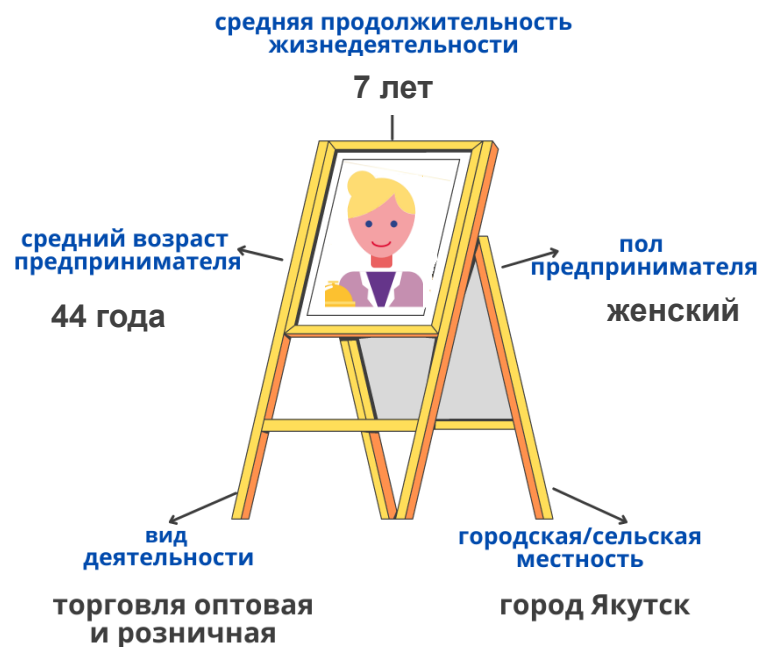 средняя продолжительность
жизнедеятельности
7 лет
средний возраст
предпринимателя
44 года
пол
предпринимателя
женский
вид
деятельности
торговля оптовая
и розничная
городская/сельская
местность
город Якутск